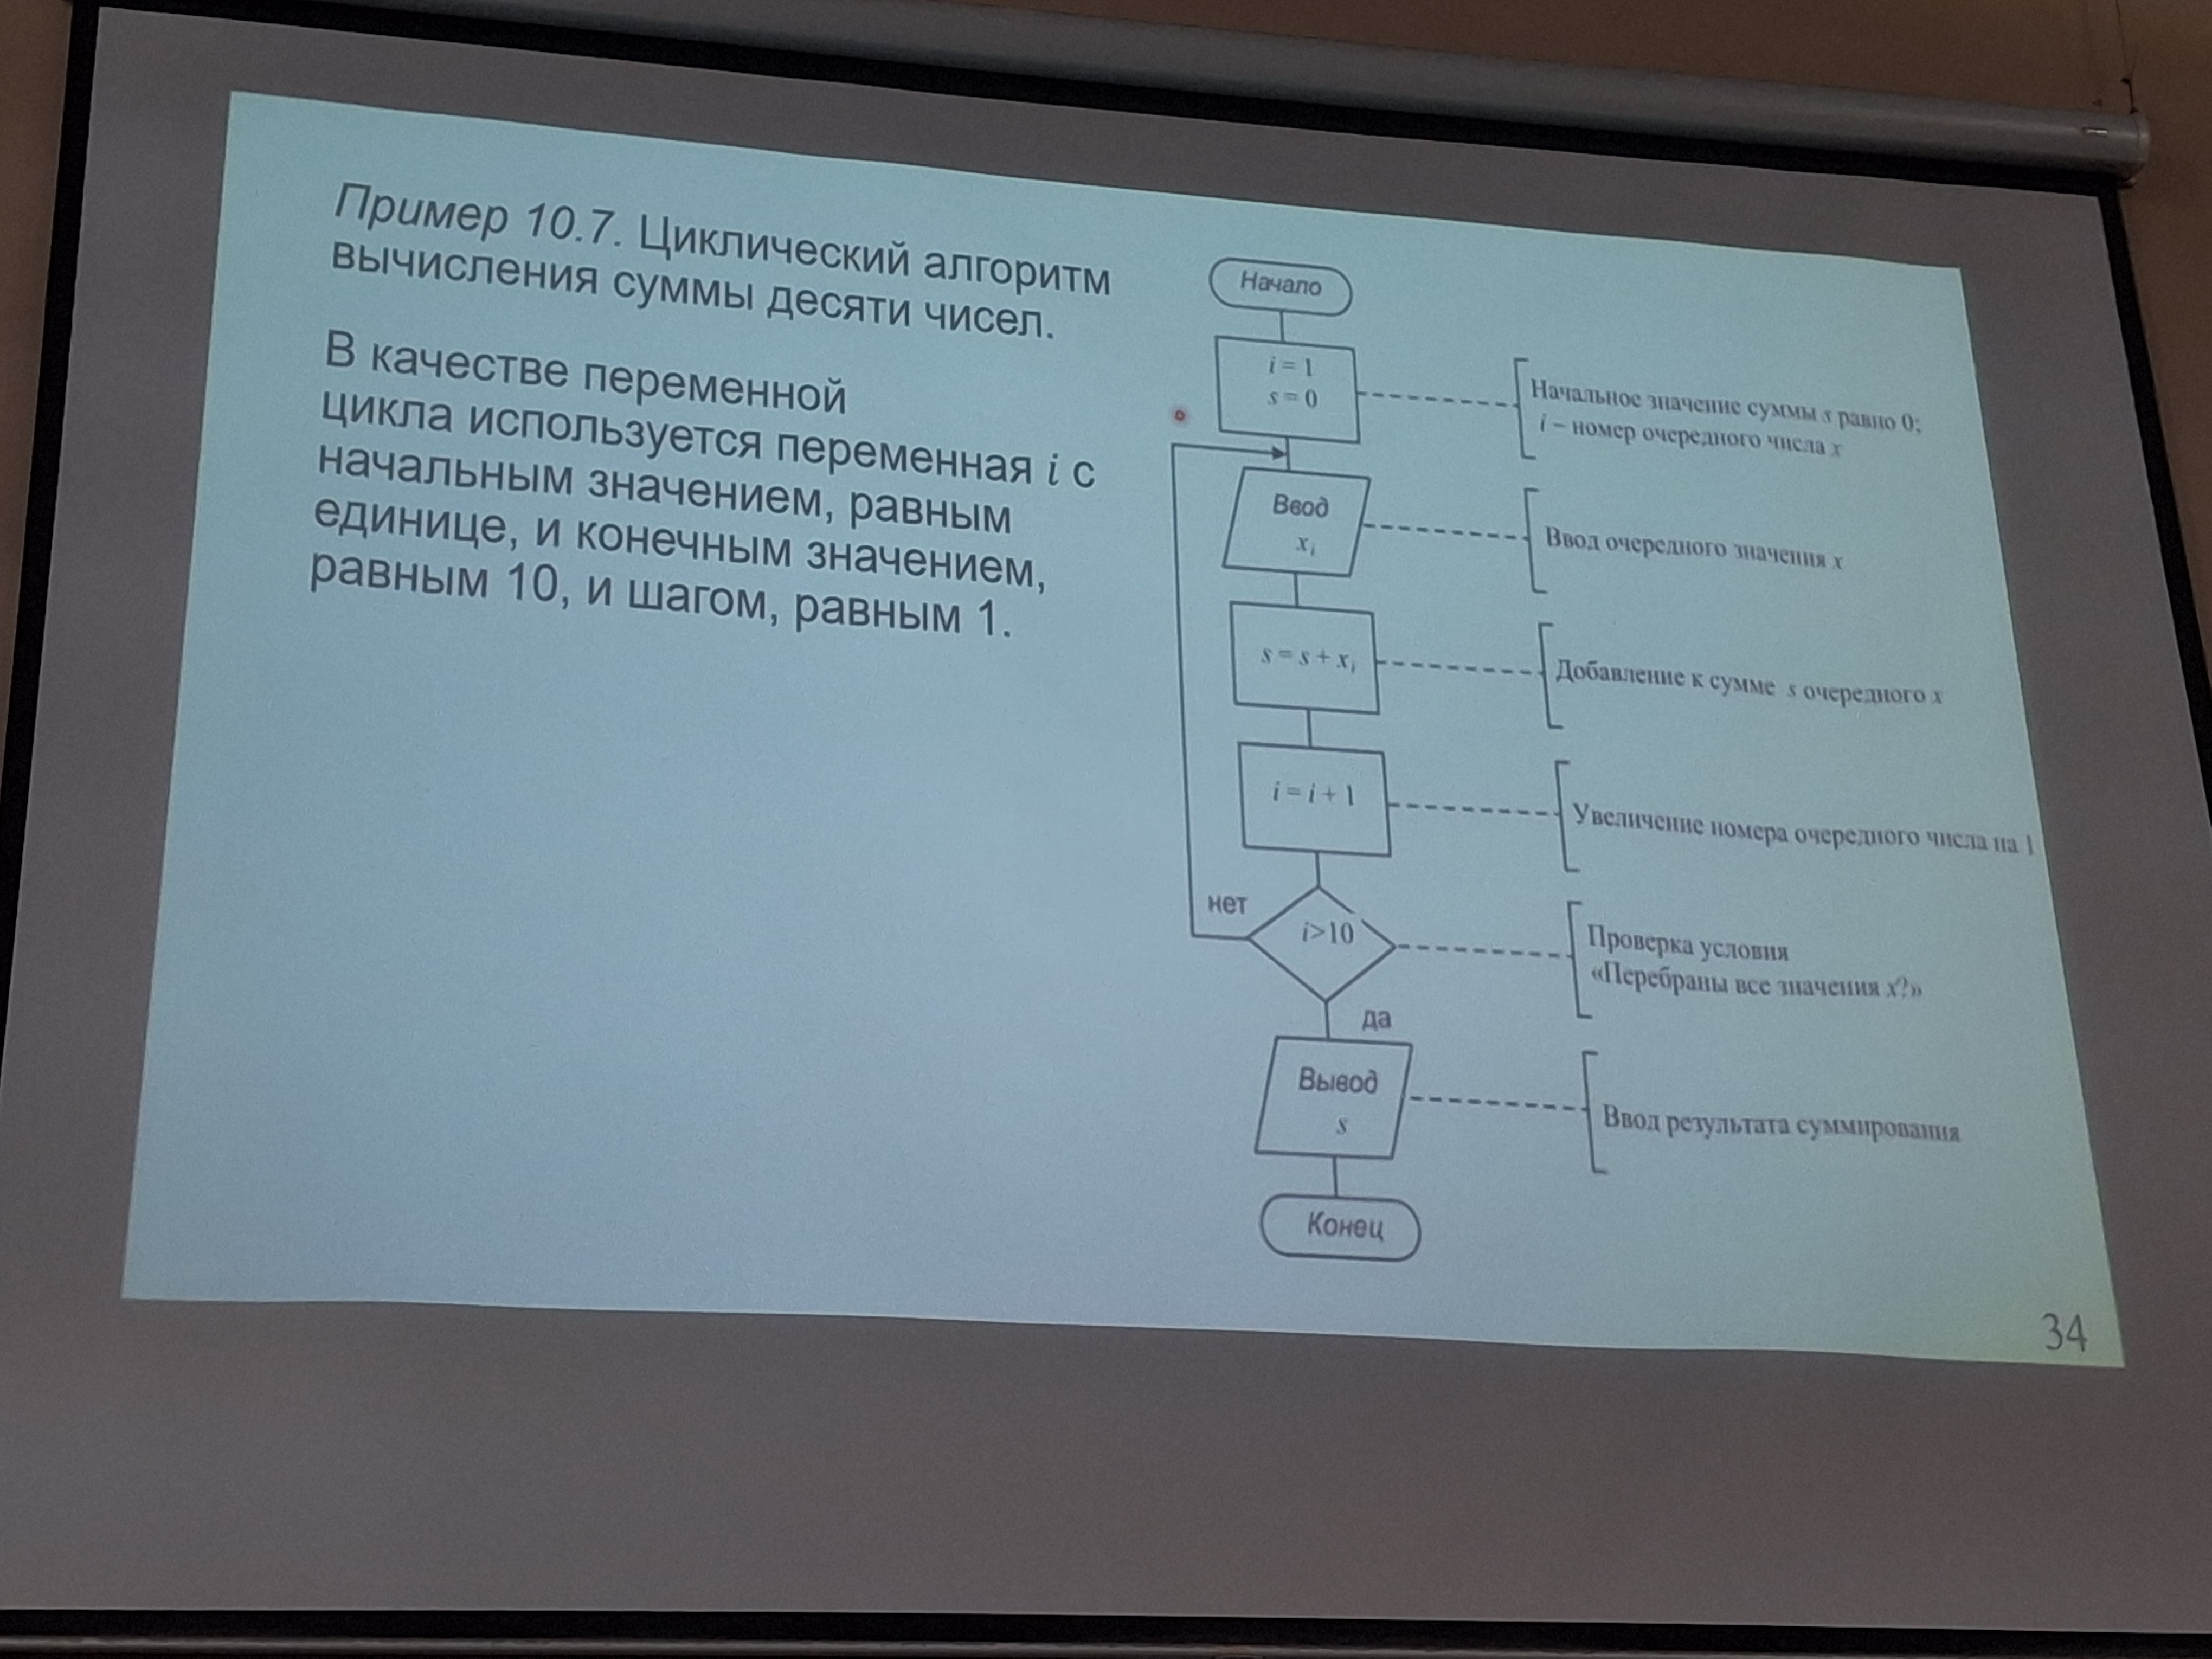 Пример 10.7. Циклический алгоритм
вычисления суммы десяти чисел.
В качестве переменной
цикла используется переменная i с
начальным значением, равным
единице, и конечным значением,
равным 10, и шагом, равным 1.
Начало
i = 1
s = 0
Начальное значение суммы s равно 0;
i – номер очередного числа x
Ввод
xᵢ
Ввод очередного значения x
s = s + xᵢ
Добавление к сумме s очередного x
i = i + 1
Увеличение номера очередного числа на 1
нет
i>10
Проверка условия
«Перебраны все значения x?»
да
Вывод
s
Ввод результата суммирования
Конец
34